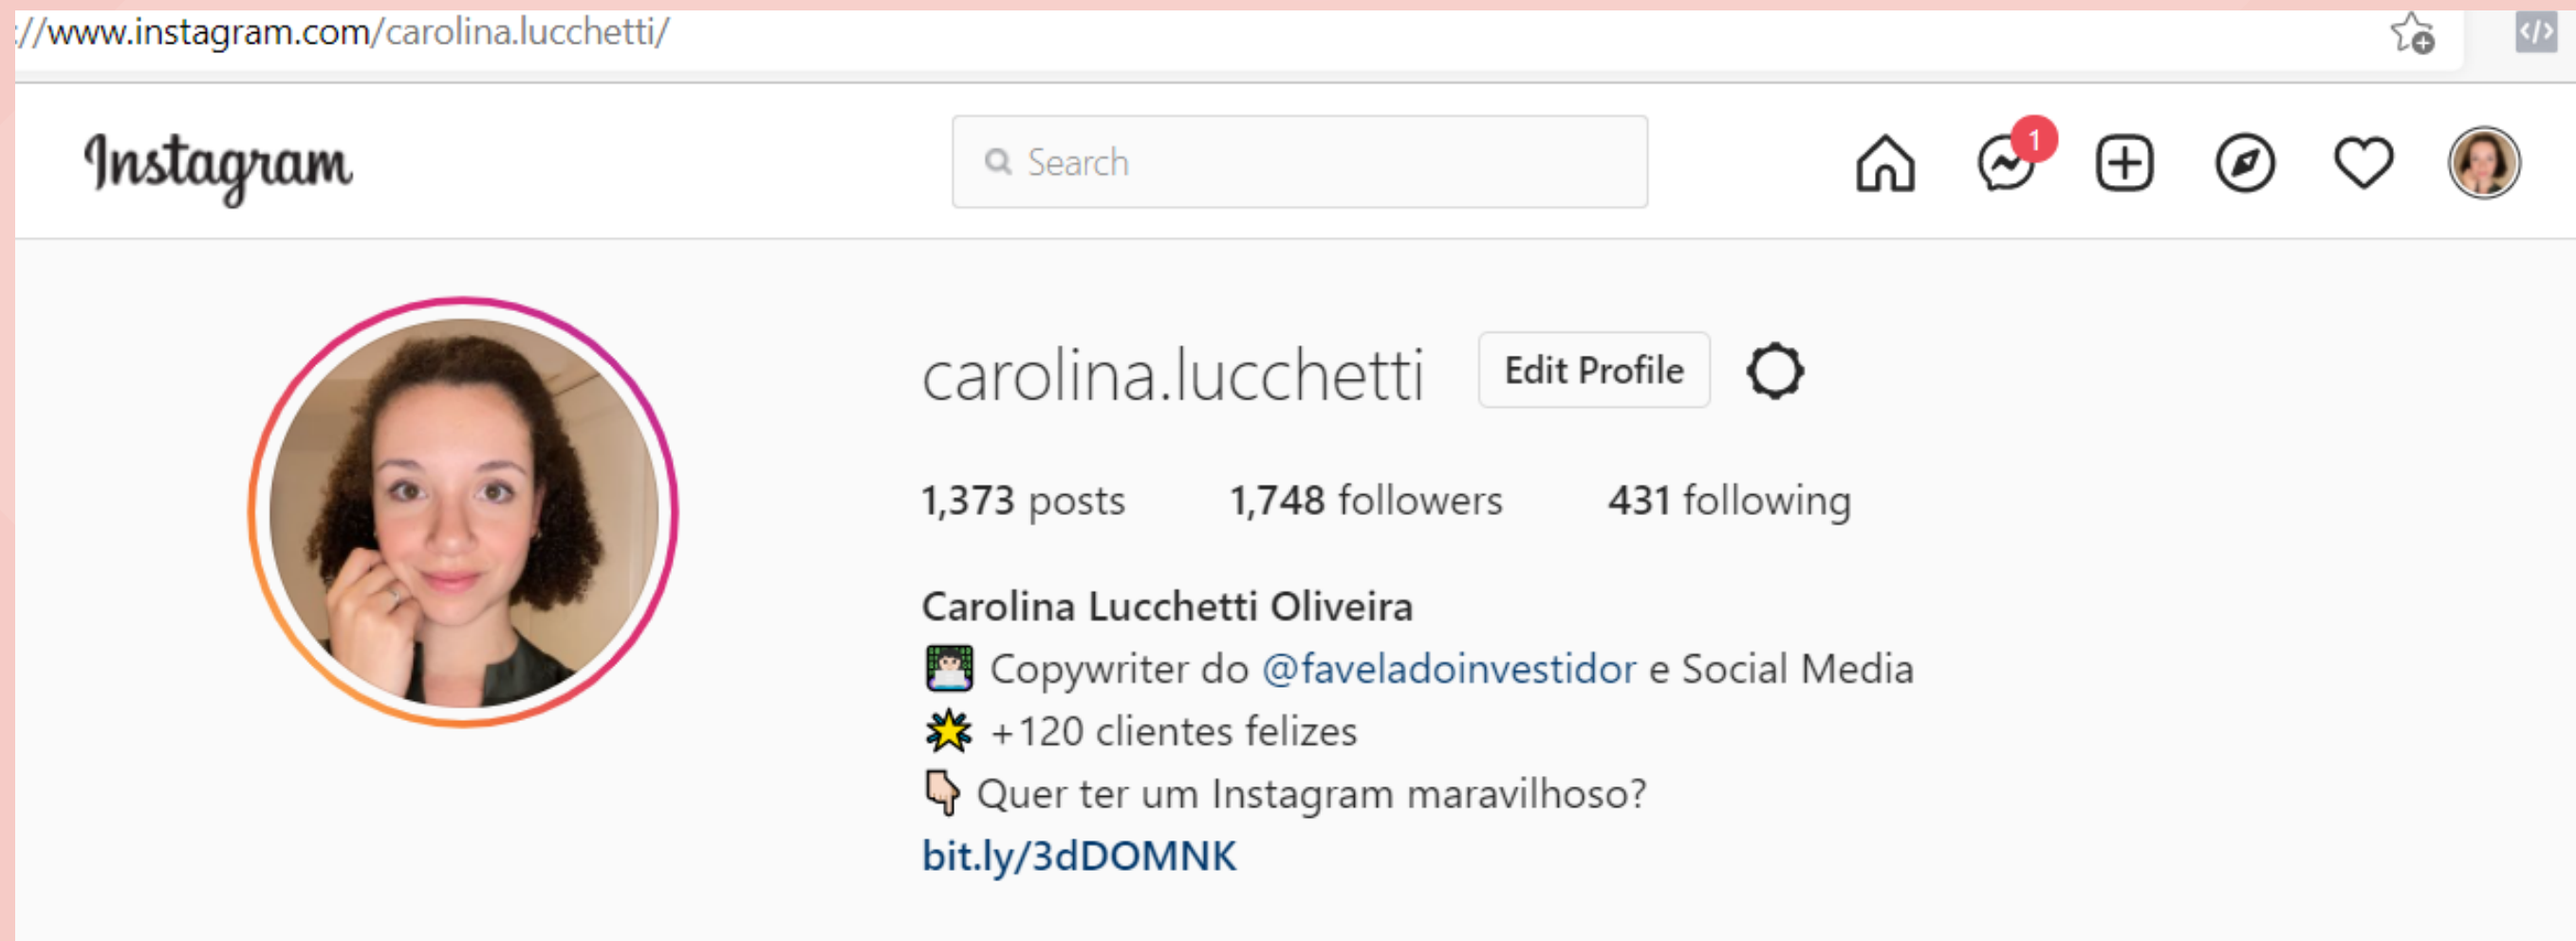 ://www.instagram.com/carolina.lucchetti/
Instagram
Search
1
carolina.lucchetti Edit Profile
1,373 posts 1,748 followers 431 following
Carolina Lucchetti Oliveira
Copywriter do @faveladoinvestidor e Social Media
+120 clientes felizes
Quer ter um Instagram maravilhoso?
bit.ly/3dDOMNK